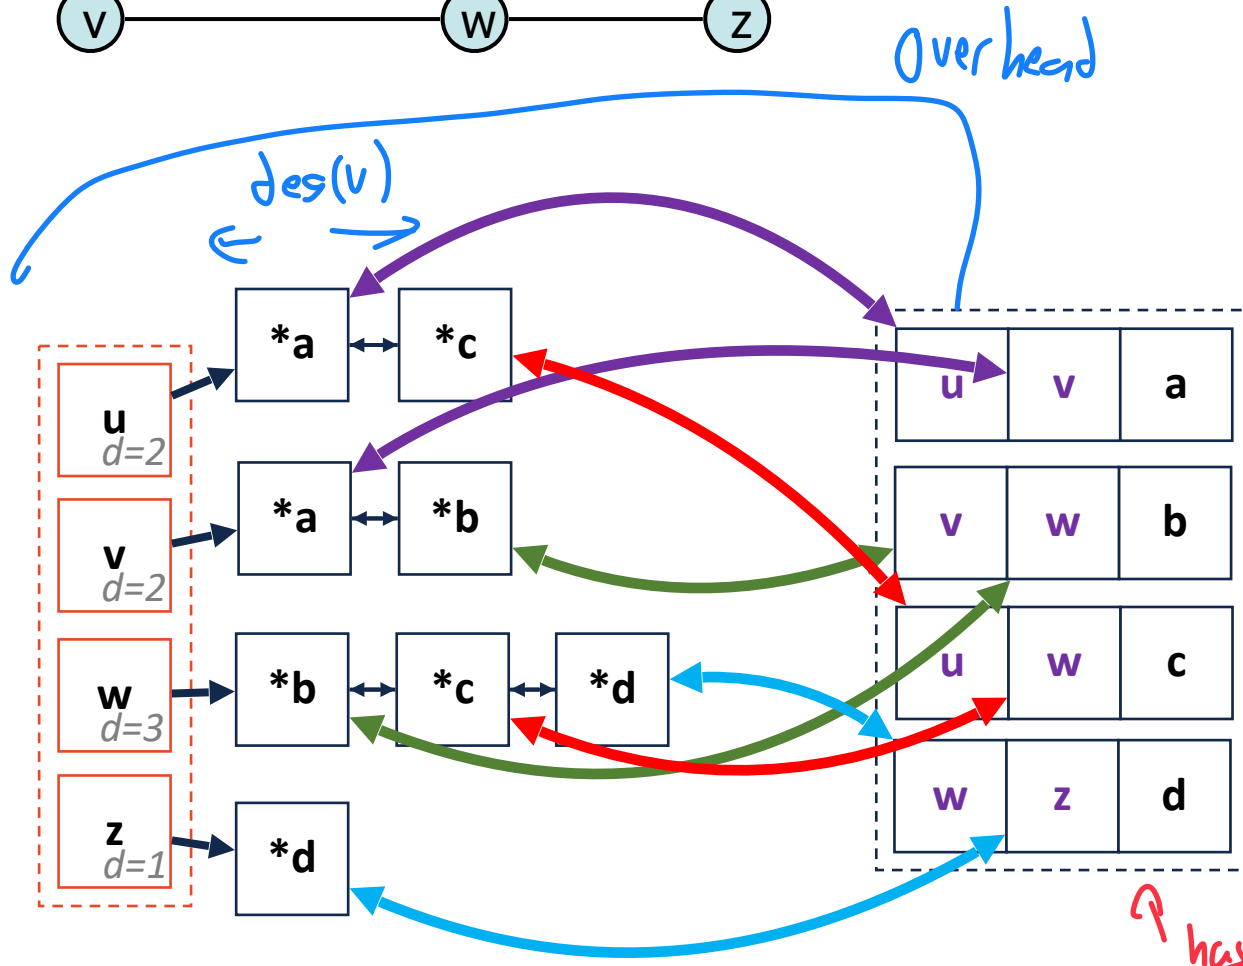 v w z
Overhead
deg(v)
*a *c
u
d=2
u v a
*a *b
v
d=2
v w b
*b *c *d
w
d=3
u w c
*d
z
d=1
w z d